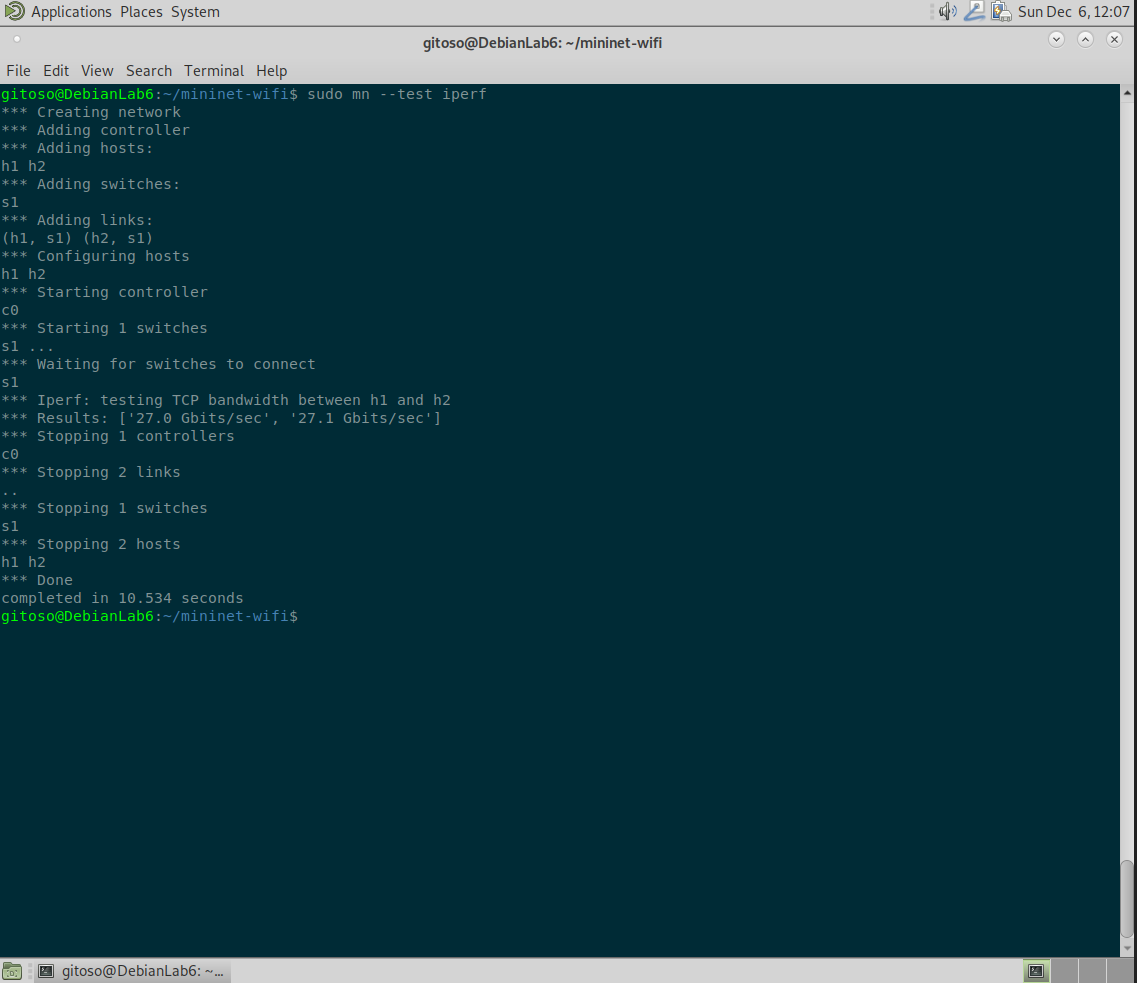 Applications Places System Sun Dec 6, 12:07
gitoso@DebianLab6: ~/mininet-wifi
File Edit View Search Terminal Help
gitoso@DebianLab6:~/mininet-wifi$ sudo mn --test iperf
*** Creating network
*** Adding controller
*** Adding hosts:
h1 h2
*** Adding switches:
s1
*** Adding links:
(h1, s1) (h2, s1)
*** Configuring hosts
h1 h2
*** Starting controller
c0
*** Starting 1 switches
s1 ...
*** Waiting for switches to connect
s1
*** Iperf: testing TCP bandwidth between h1 and h2
*** Results: ['27.0 Gbits/sec', '27.1 Gbits/sec']
*** Stopping 1 controllers
c0
*** Stopping 2 links
..
*** Stopping 1 switches
s1
*** Stopping 2 hosts
h1 h2
*** Done
completed in 10.534 seconds
gitoso@DebianLab6:~/mininet-wifi$
gitoso@DebianLab6: ~...